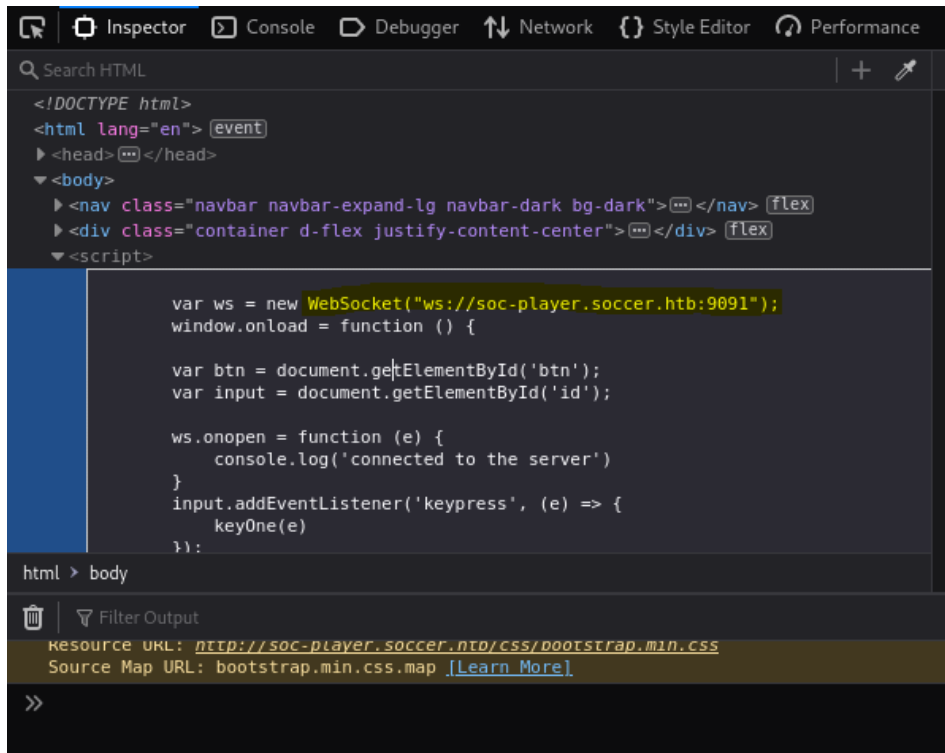 Inspector Console Debugger Network Style Editor Performance
Search HTML
<!DOCTYPE html>
<html lang="en"> event
<head> ⋯ </head>
<body>
<nav class="navbar navbar-expand-lg navbar-dark bg-dark"> ⋯ </nav> flex
<div class="container d-flex justify-content-center"> ⋯ </div> flex
<script>
var ws = new WebSocket("ws://soc-player.soccer.htb:9091");
window.onload = function () {
var btn = document.getElementById('btn');
var input = document.getElementById('id');
ws.onopen = function (e) {
console.log('connected to the server')
}
input.addEventListener('keypress', (e) => {
keyOne(e)
});
html > body
Filter Output
Resource URL: http://soc-player.soccer.htb/css/bootstrap.min.css
Source Map URL: bootstrap.min.css.map [Learn More]